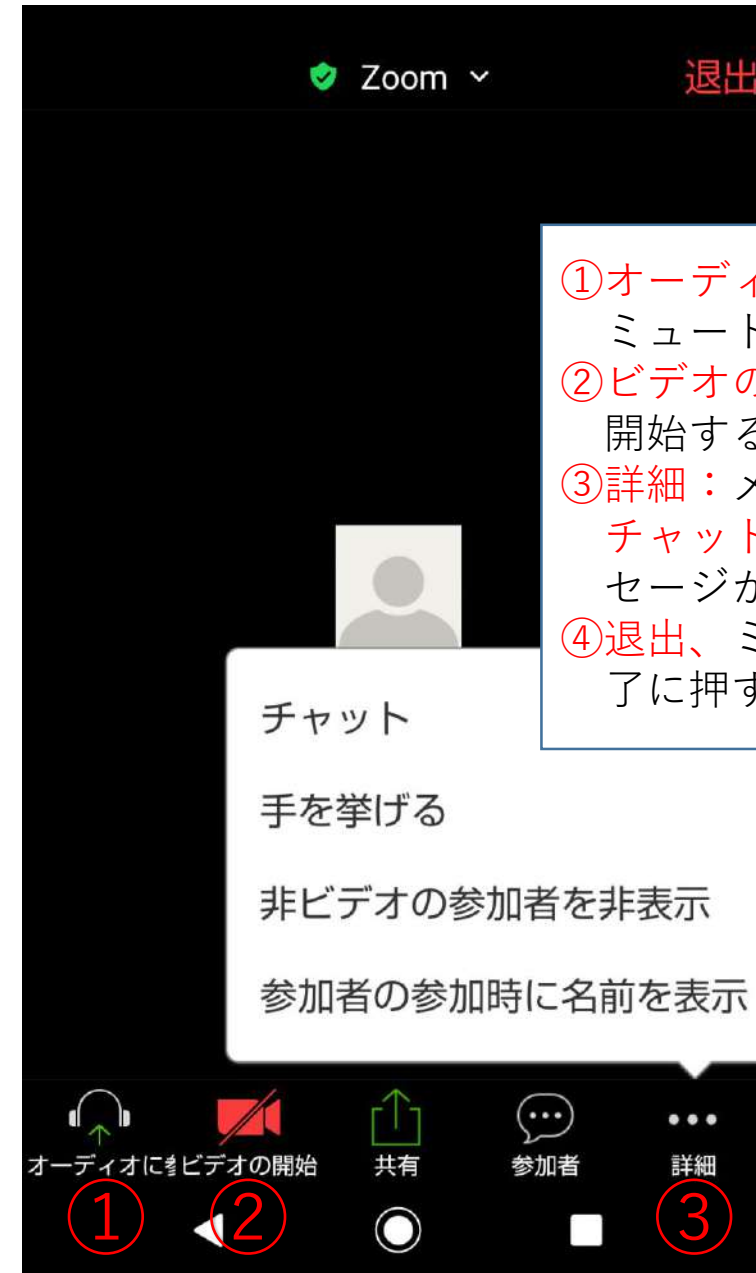 Zoom
退出
①オーディ
ミュート
②ビデオの
開始する
③詳細：メ
チャット
セージが
④退出、ミ
了に押す
チャット
手を挙げる
非ビデオの参加者を非表示
参加者の参加時に名前を表示
オーディオに参 ビデオの開始 共有 参加者 詳細
① ② ③